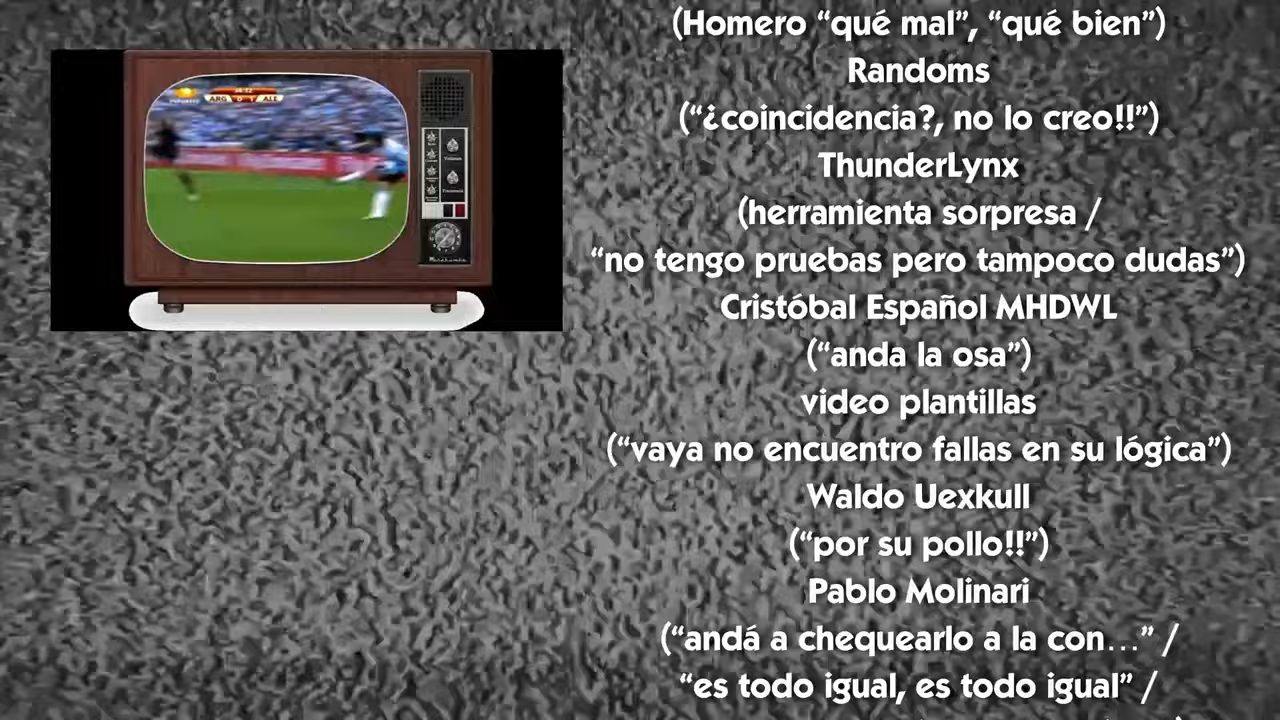 ARG ALE
(Homero “qué mal”, “qué bien”)
Randoms
(“¿coincidencia?, no lo creo!!”)
ThunderLynx
(herramienta sorpresa /
“no tengo pruebas pero tampoco dudas”)
Cristóbal Español MHDWL
(“anda la osa”)
video plantillas
(“vaya no encuentro fallas en su lógica”)
Waldo Uexkull
(“por su pollo!!”)
Pablo Molinari
(“andá a chequearlo a la con...” /
“es todo igual, es todo igual” /